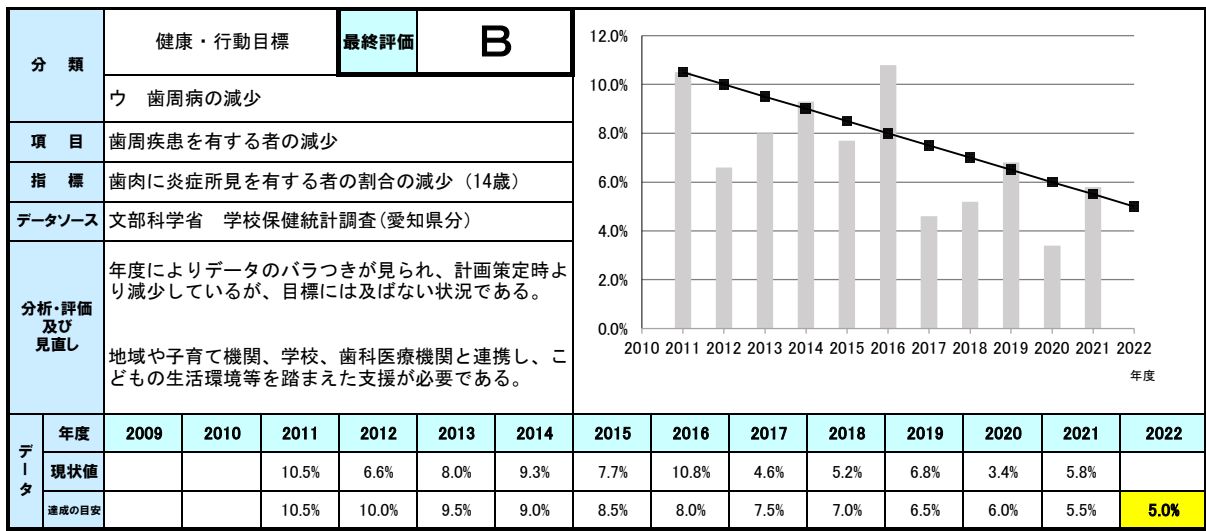 分　類
健康・行動目標
最終評価
B
ウ　歯周病の減少
項　目
歯周疾患を有する者の減少
指　標
歯肉に炎症所見を有する者の割合の減少（14歳）
データソース
文部科学省　学校保健統計調査（愛知県分）
分析・評価
及び
見直し
年度によりデータのバラつきが見られ、計画策定時よ
り減少しているが、目標には及ばない状況である。
地域や子育て機関、学校、歯科医療機関と連携し、こ
どもの生活環境等を踏まえた支援が必要である。
12.0%
10.0%
8.0%
6.0%
4.0%
2.0%
0.0%
2010 2011 2012 2013 2014 2015 2016 2017 2018 2019 2020 2021 2022
年度
データ
年度 2009 2010 2011 2012 2013 2014 2015 2016 2017 2018 2019 2020 2021 2022
現状値 10.5% 6.6% 8.0% 9.3% 7.7% 10.8% 4.6% 5.2% 6.8% 3.4% 5.8%
達成の目安 10.5% 10.0% 9.5% 9.0% 8.5% 8.0% 7.5% 7.0% 6.5% 6.0% 5.5% 5.0%